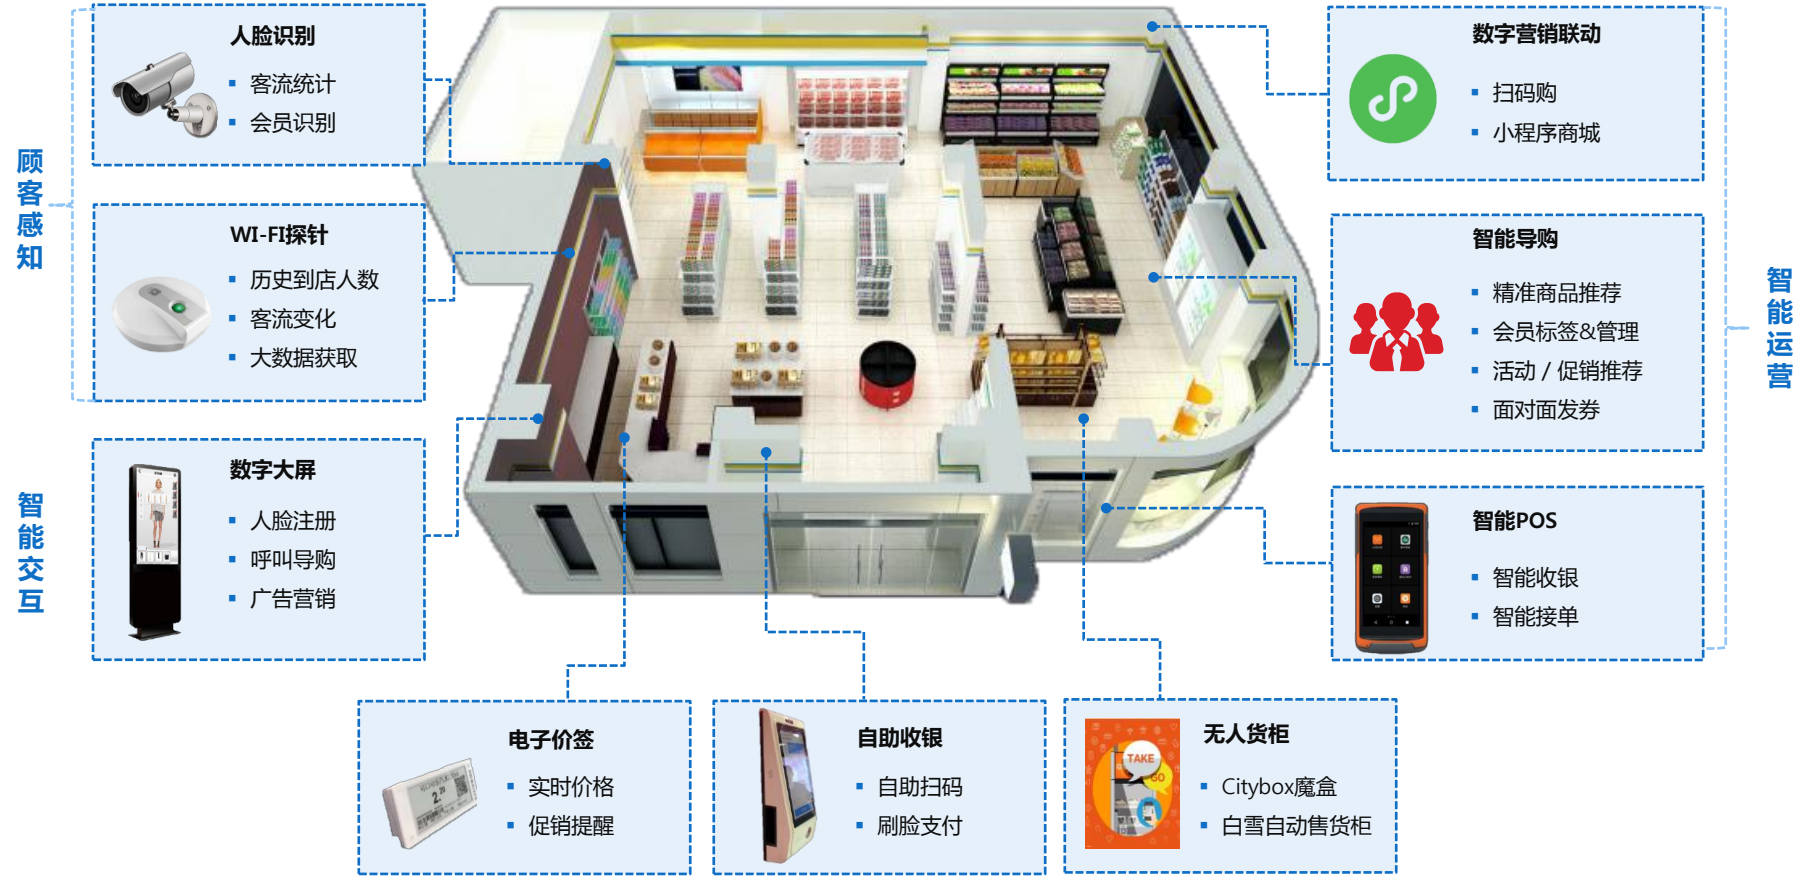 顾客感知
人脸识别
客流统计
会员识别
WI-FI探针
历史到店人数
客流变化
大数据获取
智能交互
数字大屏
人脸注册
呼叫导购
广告营销
电子价签
实时价格
促销提醒
2.20
自助收银
自助扫码
刷脸支付
无人货柜
Citybox魔盒
白雪自动售货柜
TAKE
GO
智能运营
数字营销联动
扫码购
小程序商城
智能导购
精准商品推荐
会员标签&管理
活动 / 促销推荐
面对面发券
智能POS
智能收银
智能接单